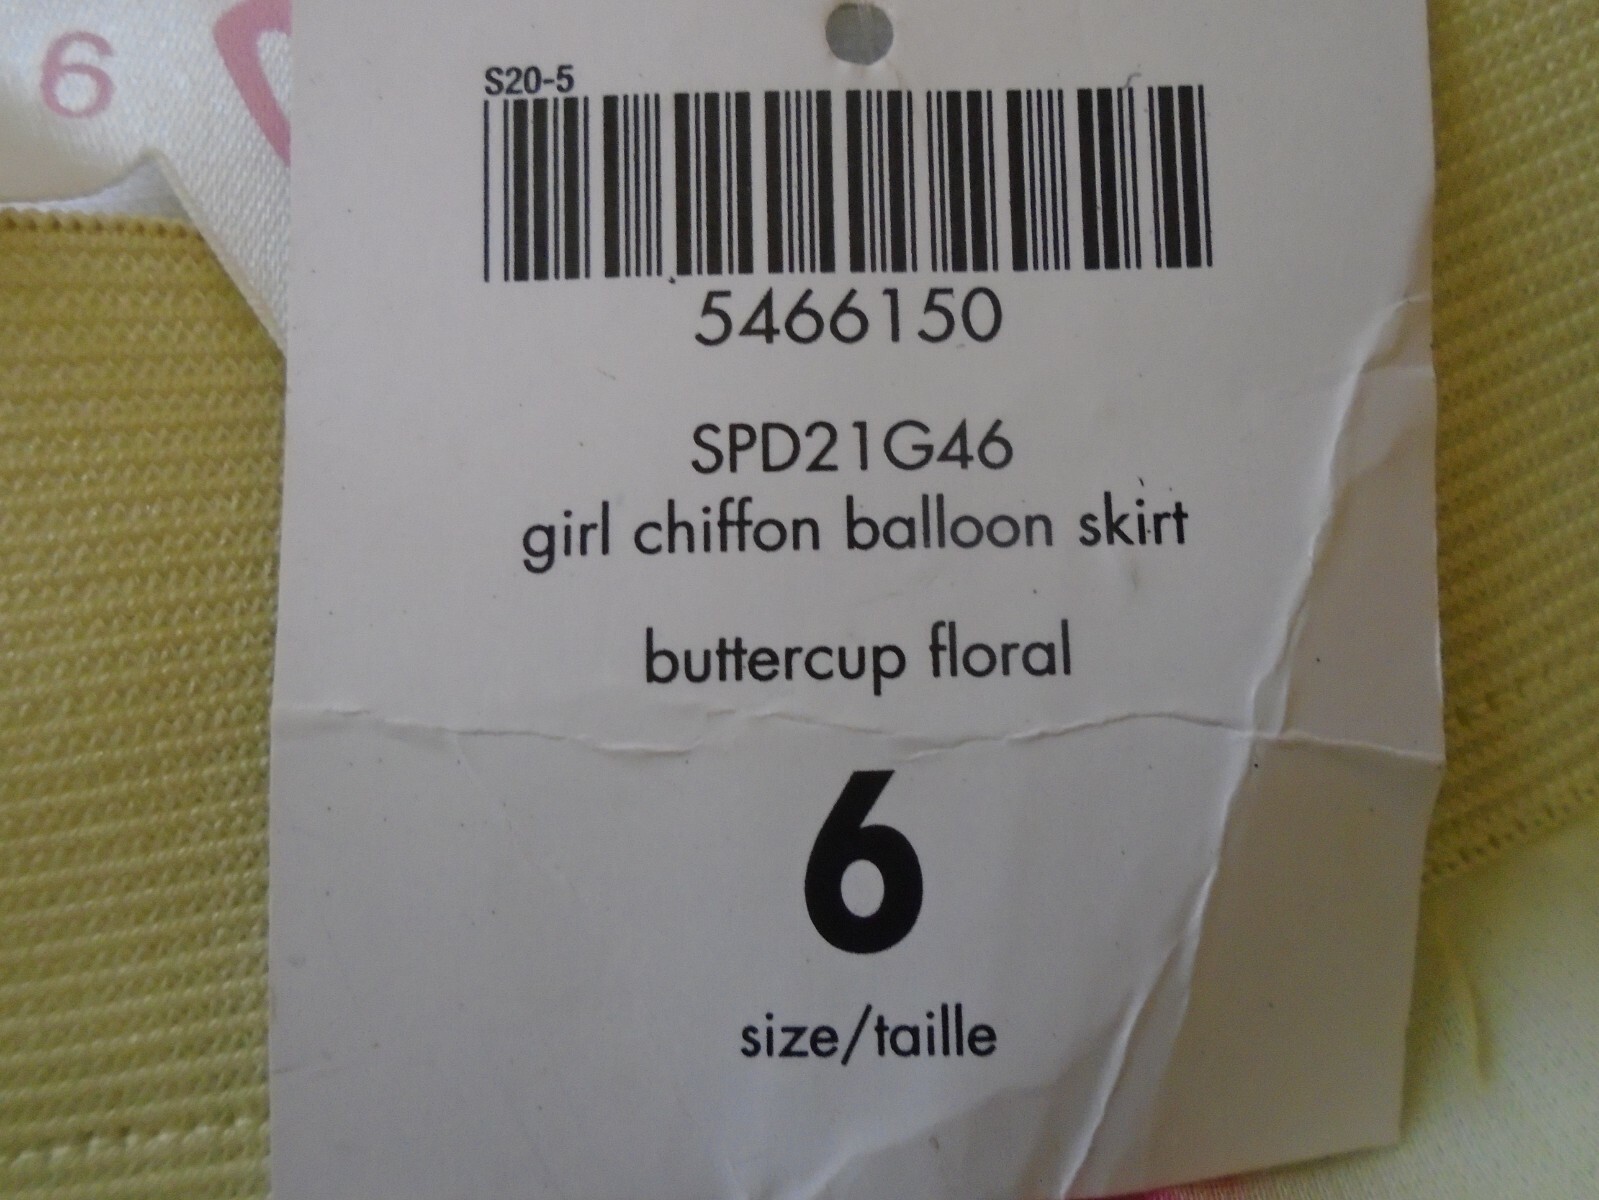 6
S20-5
5466150
SPD21G46
girl chiffon balloon skirt
buttercup floral
6
size/taille